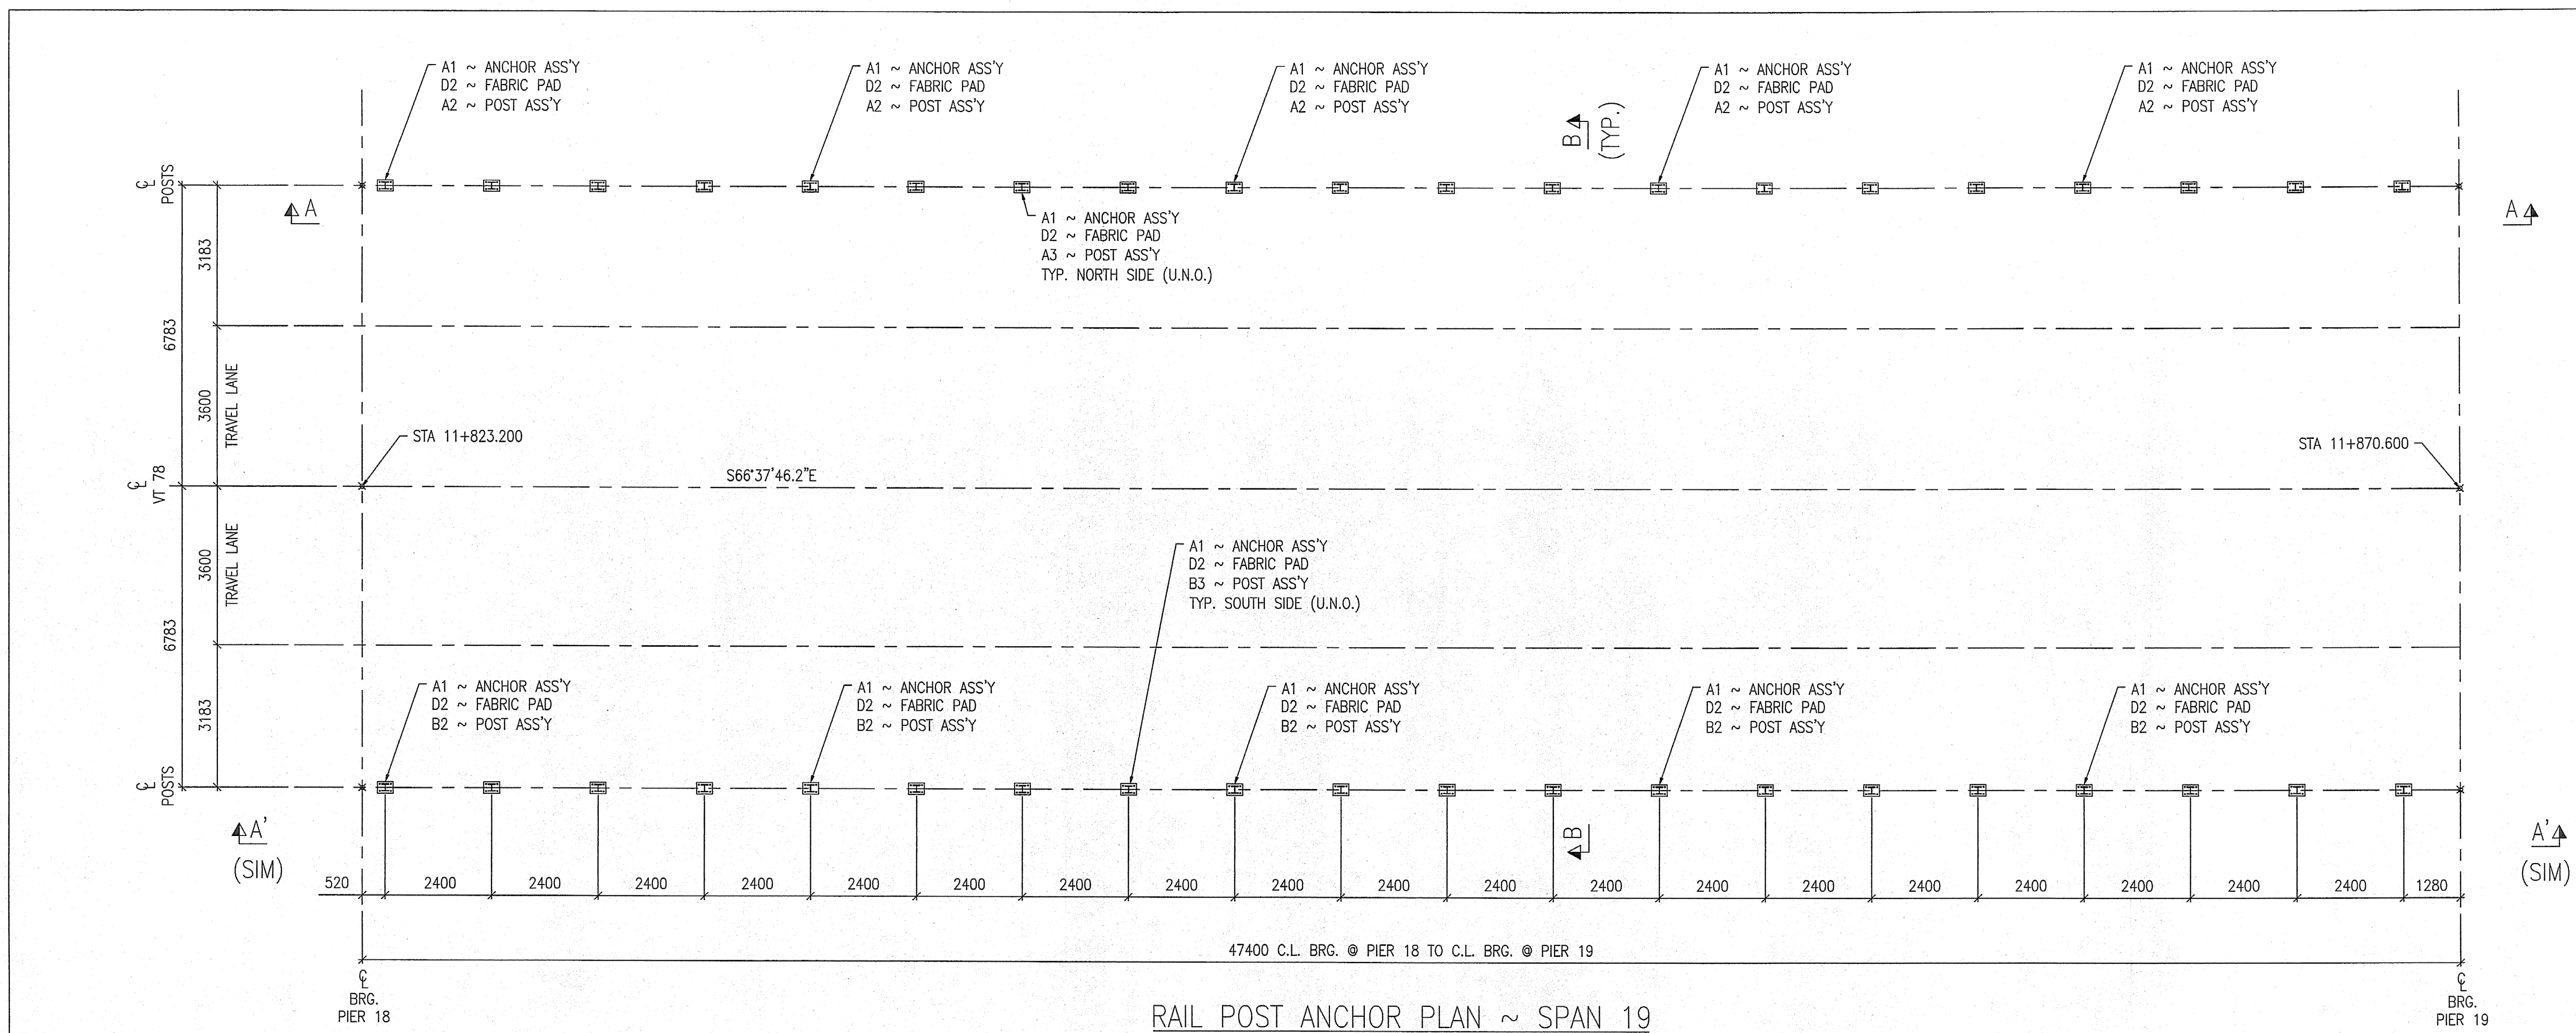 A1 ~ ANCHOR ASS'Y
D2 ~ FABRIC PAD
A2 ~ POST ASS'Y
A1 ~ ANCHOR ASS'Y
D2 ~ FABRIC PAD
A2 ~ POST ASS'Y
A1 ~ ANCHOR ASS'Y
D2 ~ FABRIC PAD
A2 ~ POST ASS'Y
A1 ~ ANCHOR ASS'Y
D2 ~ FABRIC PAD
A2 ~ POST ASS'Y
A1 ~ ANCHOR ASS'Y
D2 ~ FABRIC PAD
A2 ~ POST ASS'Y
B
(TYP.)
CL
POSTS
A
A
A1 ~ ANCHOR ASS'Y
D2 ~ FABRIC PAD
A3 ~ POST ASS'Y
TYP. NORTH SIDE (U.N.O.)
3183
6783
3600
TRAVEL LANE
STA 11+823.200
STA 11+870.600
S66°37'46.2"E
CL
VT 78
3600
TRAVEL LANE
A1 ~ ANCHOR ASS'Y
D2 ~ FABRIC PAD
B3 ~ POST ASS'Y
TYP. SOUTH SIDE (U.N.O.)
6783
3183
A1 ~ ANCHOR ASS'Y
D2 ~ FABRIC PAD
B2 ~ POST ASS'Y
A1 ~ ANCHOR ASS'Y
D2 ~ FABRIC PAD
B2 ~ POST ASS'Y
A1 ~ ANCHOR ASS'Y
D2 ~ FABRIC PAD
B2 ~ POST ASS'Y
A1 ~ ANCHOR ASS'Y
D2 ~ FABRIC PAD
B2 ~ POST ASS'Y
A1 ~ ANCHOR ASS'Y
D2 ~ FABRIC PAD
B2 ~ POST ASS'Y
CL
POSTS
A'
(SIM)
B
A'
(SIM)
520 2400 2400 2400 2400 2400 2400 2400 2400 2400 2400 2400 2400 2400 2400 2400 2400 2400 2400 2400 1280
47400 C.L. BRG. @ PIER 18 TO C.L. BRG. @ PIER 19
CL
BRG.
PIER 18
CL
BRG.
PIER 19
RAIL POST ANCHOR PLAN ~ SPAN 19